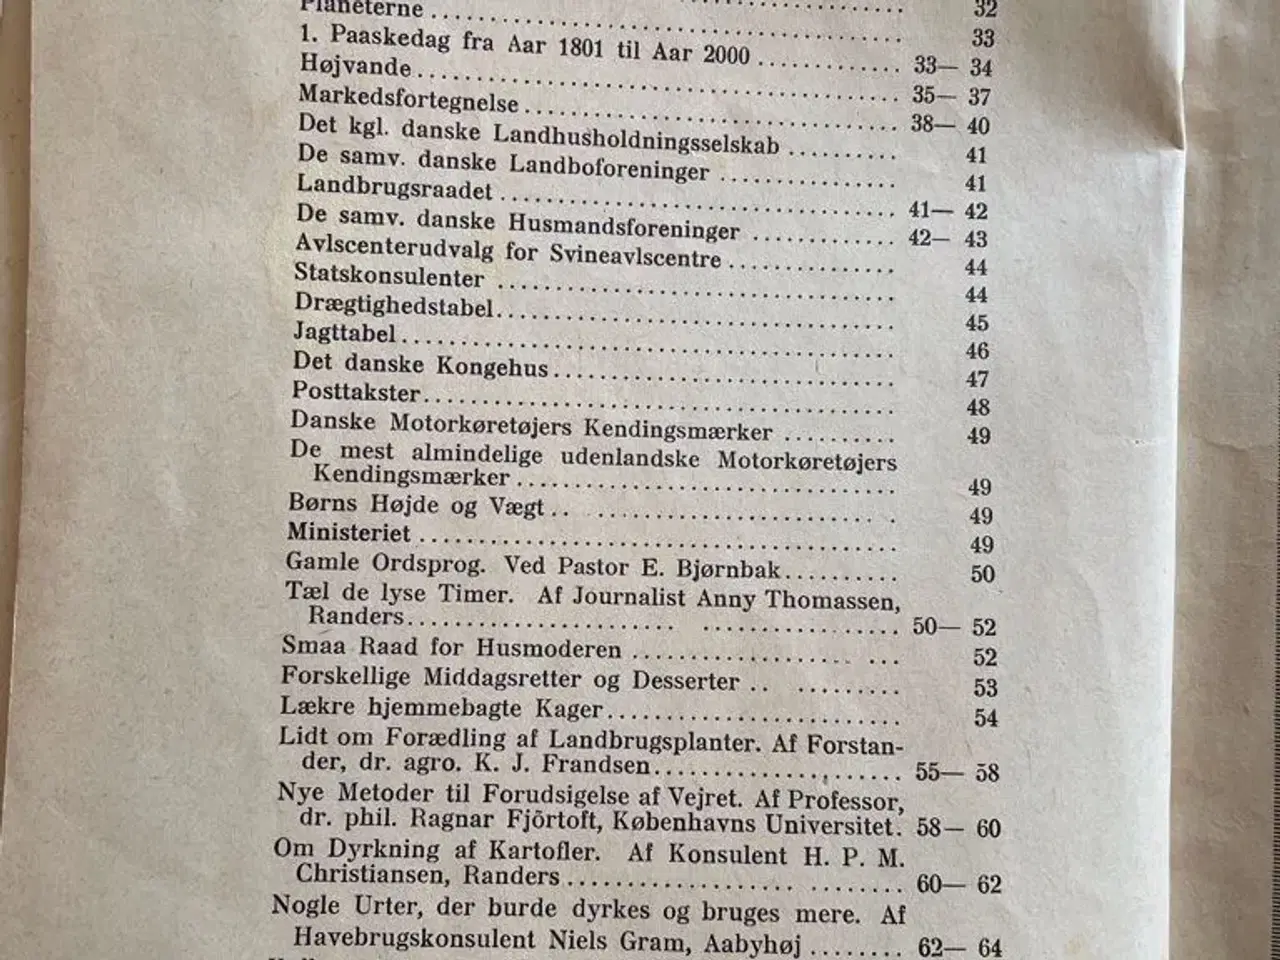 Planeterne ........ 32
1. Paaskedag fra Aar 1801 til Aar 2000 ........ 33
Højvande ........ 33— 34
Markedsfortegnelse ........ 35— 37
Det kgl. danske Landhusholdningsselskab ........ 38— 40
De samv. danske Landboforeninger ........ 41
Landbrugsraadet ........ 41
De samv. danske Husmandsforeninger ........ 41— 42
Avlscenterudvalg for Svineavlscentre ........ 42— 43
Statskonsulenter ........ 44
Drægtighedstabel ........ 44
Jagttabel ........ 45
Det danske Kongehus ........ 46
Posttakster ........ 47
48
Danske Motorkøretøjers Kendingsmærker ........ 49
De mest almindelige udenlandske Motorkøretøjers
Kendingsmærker ........ 49
Børns Højde og Vægt ........ 49
Ministeriet ........ 49
Gamle Ordsprog. Ved Pastor E. Bjørnbak ........ 50
Tæl de lyse Timer. Af Journalist Anny Thomassen,
Randers ........ 50— 52
Smaa Raad for Husmoderen ........ 52
Forskellige Middagsretter og Desserter ........ 53
Lækre hjemmebagte Kager ........ 54
Lidt om Forædling af Landbrugsplanter. Af Forstan-
der, dr. agro. K. J. Frandsen ........ 55— 58
Nye Metoder til Forudsigelse af Vejret. Af Professor,
dr. phil. Ragnar Fjörtoft, Københavns Universitet. 58— 60
Om Dyrkning af Kartofler. Af Konsulent H. P. M.
Christiansen, Randers ........ 60— 62
Nogle Urter, der burde dyrkes og bruges mere. Af
Havebrugskonsulent Niels Gram, Aabyhøj ........ 62— 64